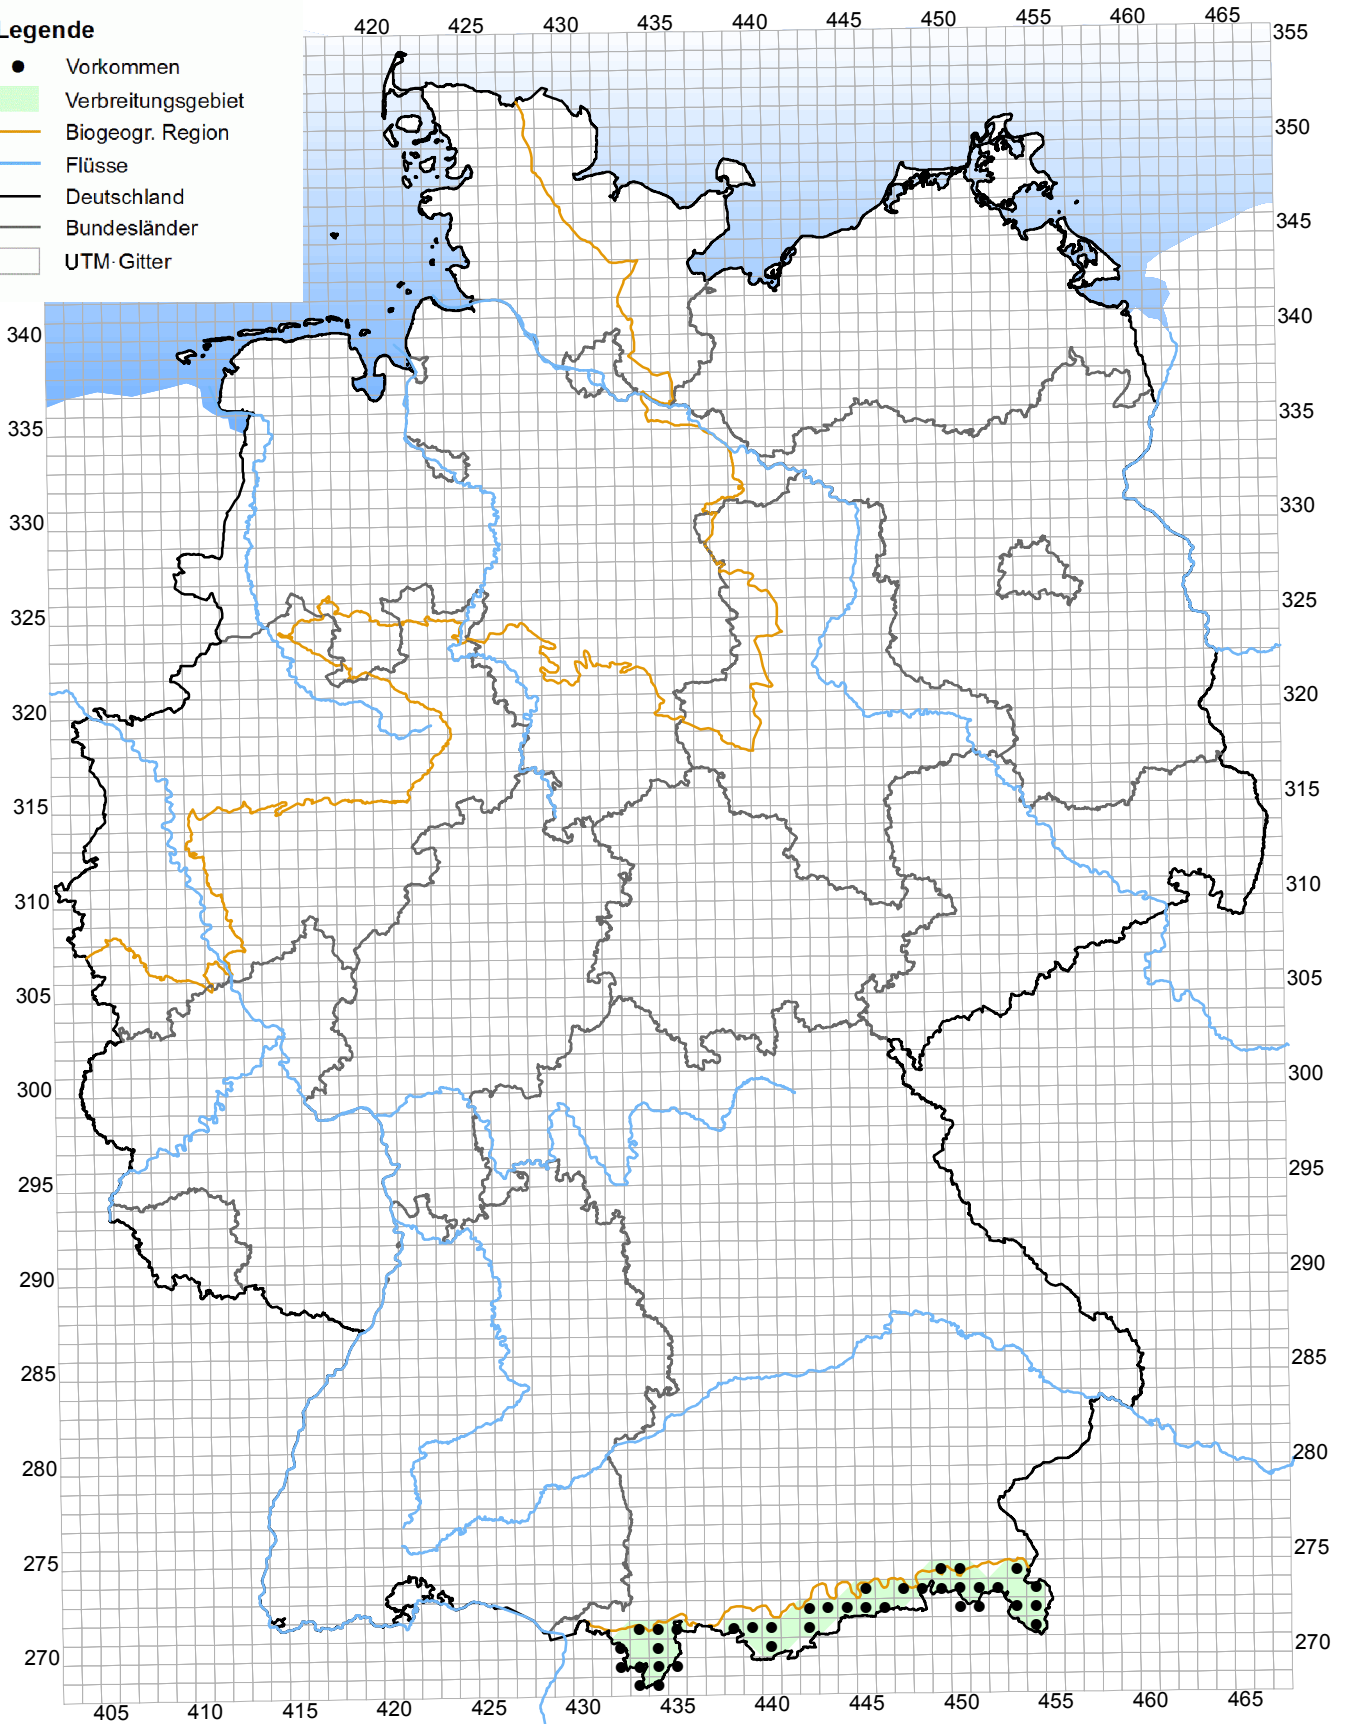 Legende
Vorkommen
Verbreitungsgebiet
Biogeogr. Region
Flüsse
Deutschland
Bundesländer
UTM-Gitter
420 425 430 435 440 445 450 455 460 465
355
350
345
340 340
335 335
330 330
325 325
320 320
315 315
310 310
305 305
300 300
295 295
290 290
285 285
280 280
275 275
270 270
405 410 415 420 425 430 435 440 445 450 455 460 465